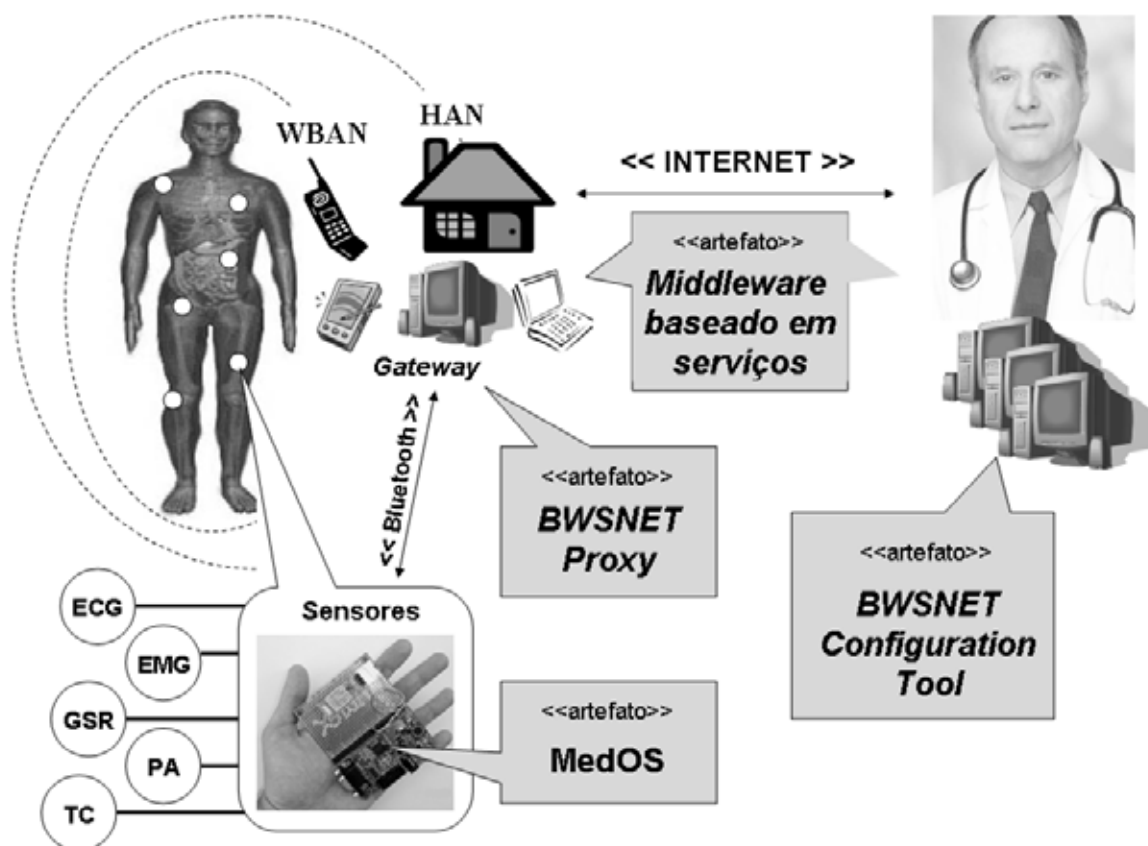 WBAN
HAN
<< INTERNET >>
<<artefato>>
Middleware
baseado em
serviços
Gateway
<< Bluetooth >>
<<artefato>>
BWSNET
Proxy
<<artefato>>
BWSNET
Configuration
Tool
ECG
EMG
GSR
PA
TC
Sensores
<<artefato>>
MedOS